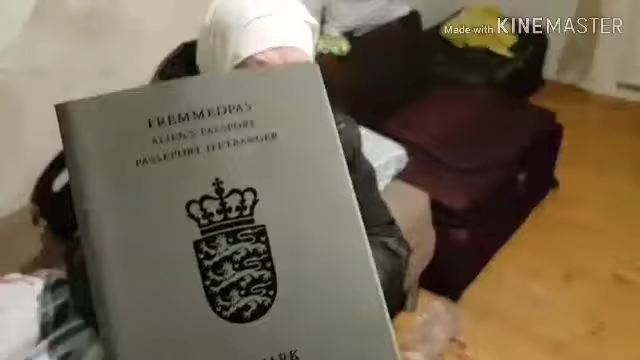 Made with KINEMASTER
FREMMEDPAS
ALIEN'S PASSPORT
PASSEPORT D'ETRANGER